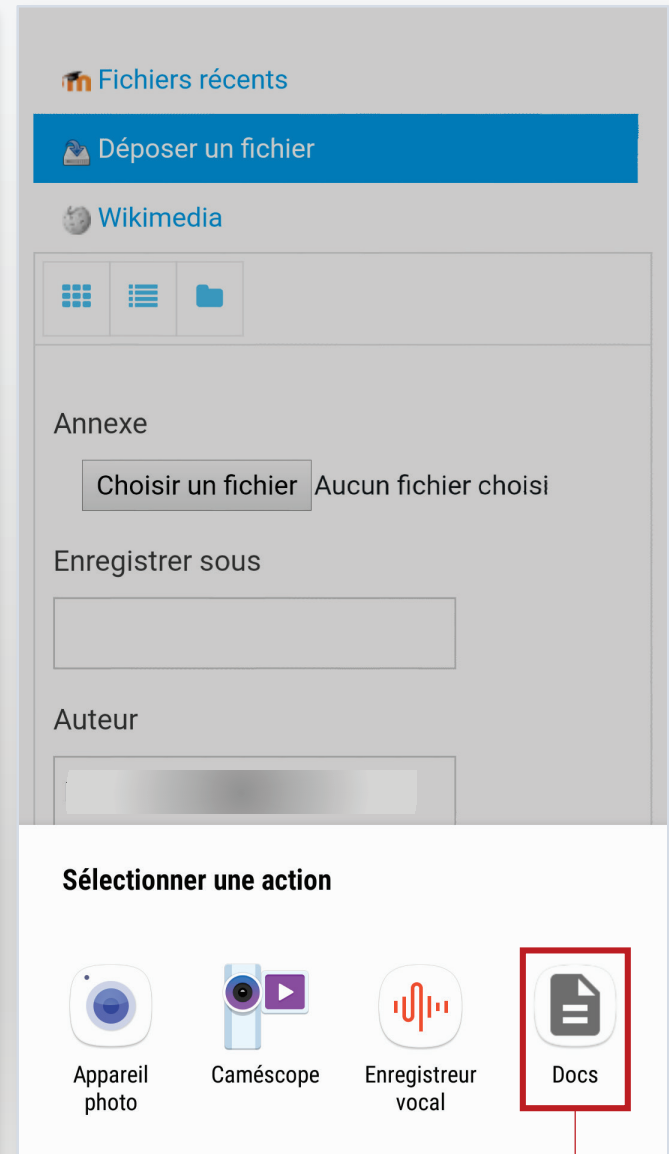 Fichiers récents
Déposer un fichier
Wikimedia
Annexe
Choisir un fichier Aucun fichier choisi
Enregistrer sous
Auteur
Sélectionner une action
Appareil photo
Caméscope
Enregistreur vocal
Docs